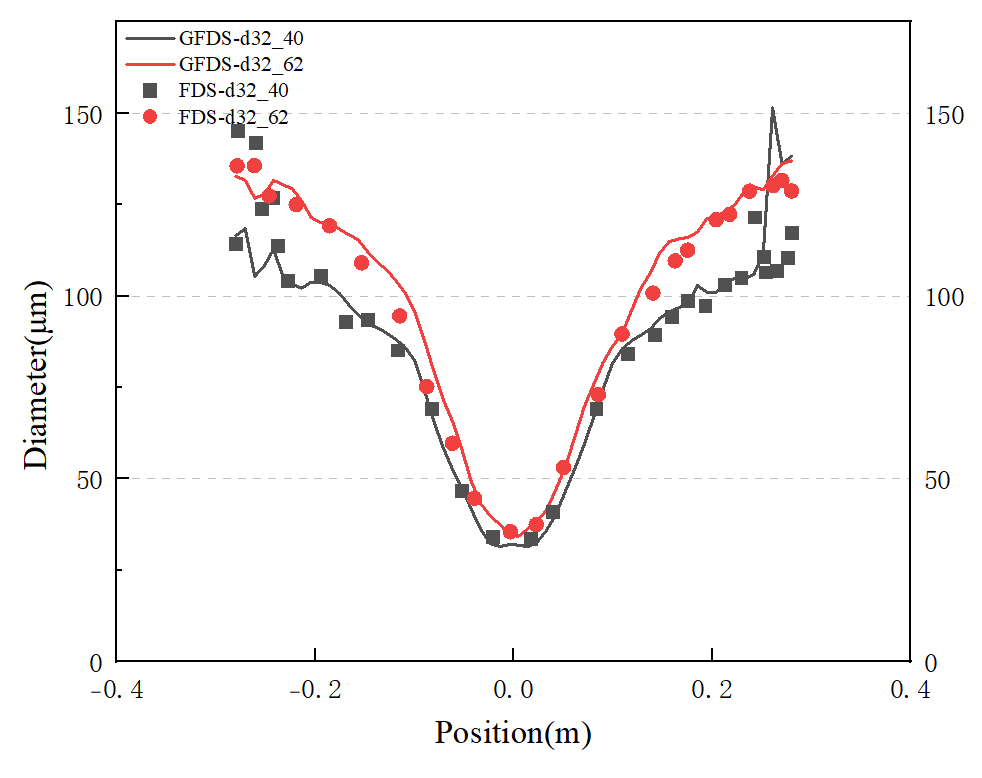 GFDS-d32_40
GFDS-d32_62
FDS-d32_40
FDS-d32_62
150
150
100
100
50
50
0
0
-0.4
-0.2
0.0
0.2
0.4
Diameter(μm)
Position(m)